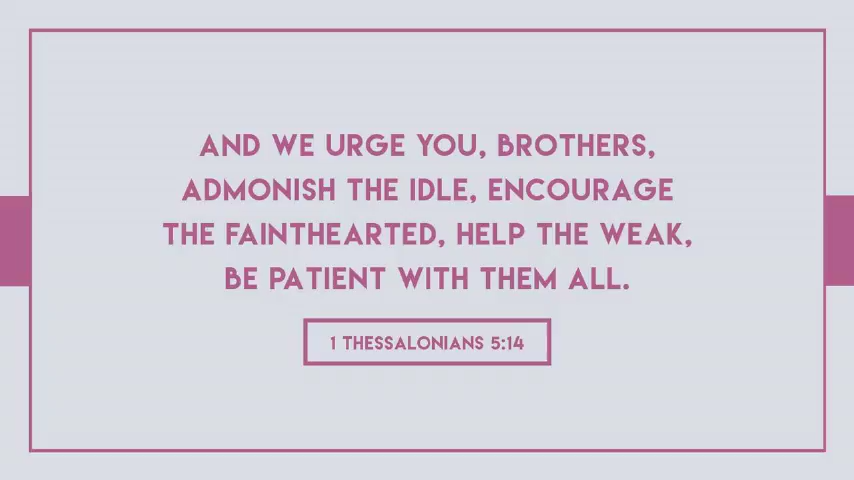 AND WE URGE YOU, BROTHERS,
ADMONISH THE IDLE, ENCOURAGE
THE FAINTHEARTED, HELP THE WEAK,
BE PATIENT WITH THEM ALL.
1 THESSALONIANS 5:14